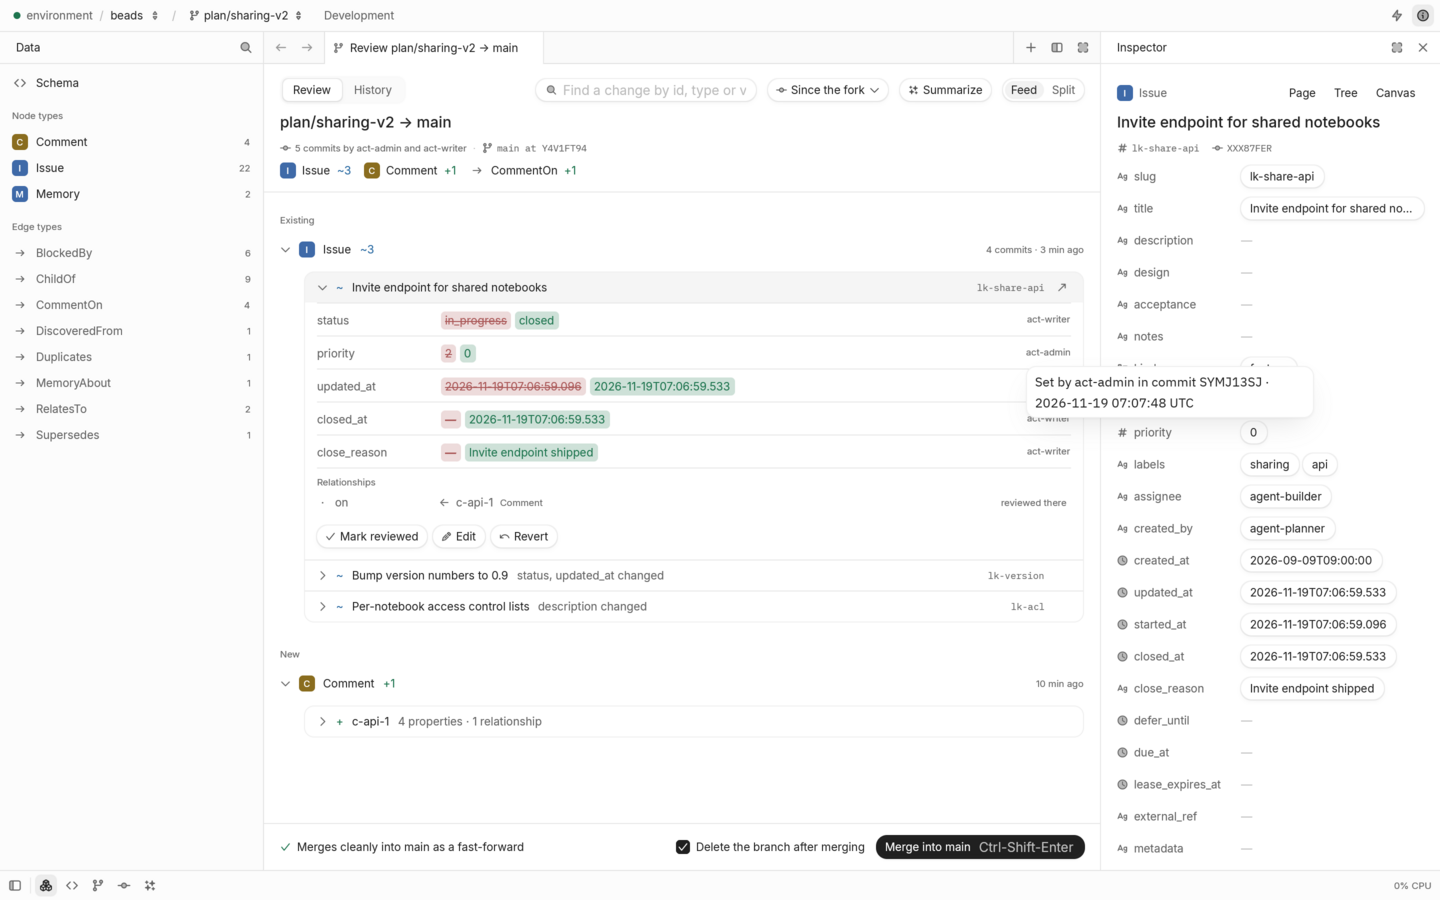 environment / beads / plan/sharing-v2 Development
Data
Review plan/sharing-v2 → main
Inspector
Schema
Node types
Comment 4
Issue 22
Memory 2
Edge types
BlockedBy 6
ChildOf 9
CommentOn 4
DiscoveredFrom 1
Duplicates 1
MemoryAbout 1
RelatesTo 2
Supersedes 1
Review History
Find a change by id, type or v
Since the fork
Summarize
Feed Split
plan/sharing-v2 → main
5 commits by act-admin and act-writer · main at Y4V1FT94
I Issue ~3 C Comment +1 → CommentOn +1
Existing
I Issue ~3 4 commits · 3 min ago
~ Invite endpoint for shared notebooks lk-share-api
status in_progress closed act-writer
priority 2 0 act-admin
updated_at 2026-11-19T07:06:59.096 2026-11-19T07:06:59.533
closed_at — 2026-11-19T07:06:59.533 act-writer
close_reason — Invite endpoint shipped act-writer
Relationships
· on ← c-api-1 Comment reviewed there
Mark reviewed Edit Revert
~ Bump version numbers to 0.9 status, updated_at changed lk-version
~ Per-notebook access control lists description changed lk-acl
New
C Comment +1 10 min ago
+ c-api-1 4 properties · 1 relationship
Merges cleanly into main as a fast-forward
Delete the branch after merging
Merge into main Ctrl-Shift-Enter
I Issue Page Tree Canvas
Invite endpoint for shared notebooks
# lk-share-api XXX87FER
Ag slug lk-share-api
Ag title Invite endpoint for shared no...
Ag description —
Ag design —
Ag acceptance —
Ag notes —
Set by act-admin in commit SYMJ13SJ ·
2026-11-19 07:07:48 UTC
# priority 0
Ag labels sharing api
Ag assignee agent-builder
Ag created_by agent-planner
created_at 2026-09-09T09:00:00
updated_at 2026-11-19T07:06:59.533
started_at 2026-11-19T07:06:59.096
closed_at 2026-11-19T07:06:59.533
Ag close_reason Invite endpoint shipped
defer_until —
due_at —
lease_expires_at —
Ag external_ref —
Ag metadata —
0% CPU